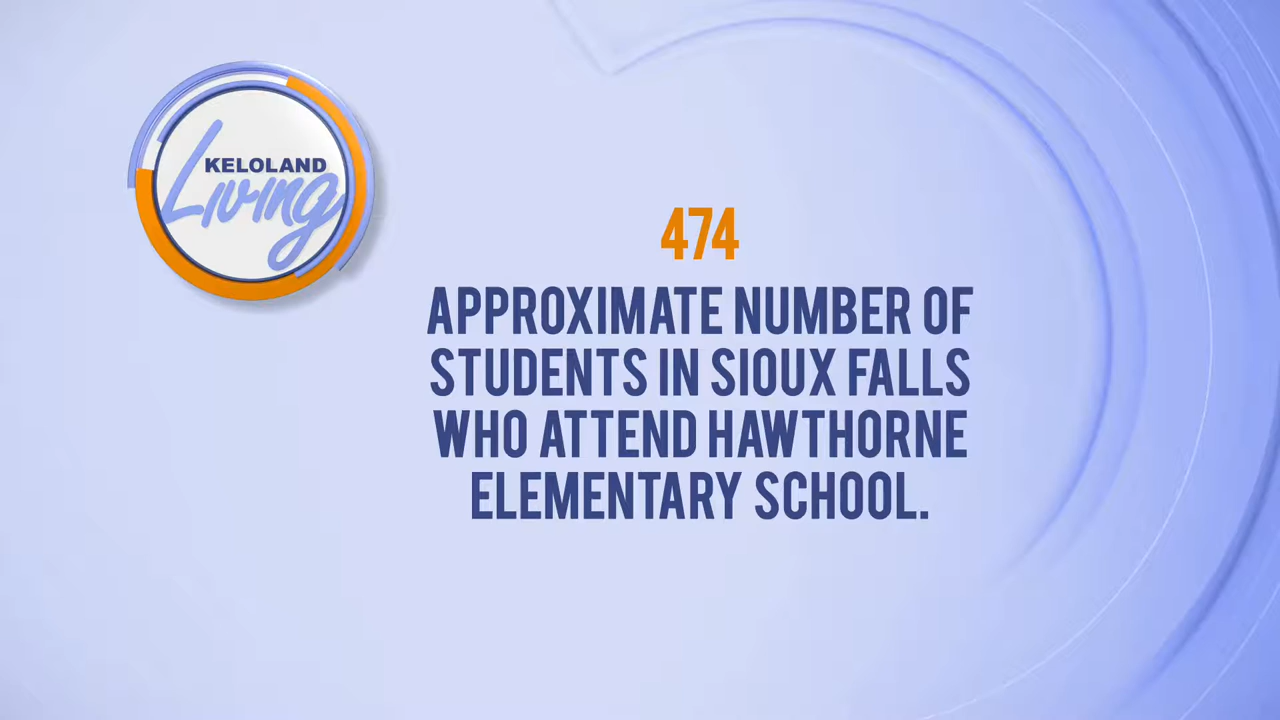 KELOLAND
Living
474
APPROXIMATE NUMBER OF
STUDENTS IN SIOUX FALLS
WHO ATTEND HAWTHORNE
ELEMENTARY SCHOOL.